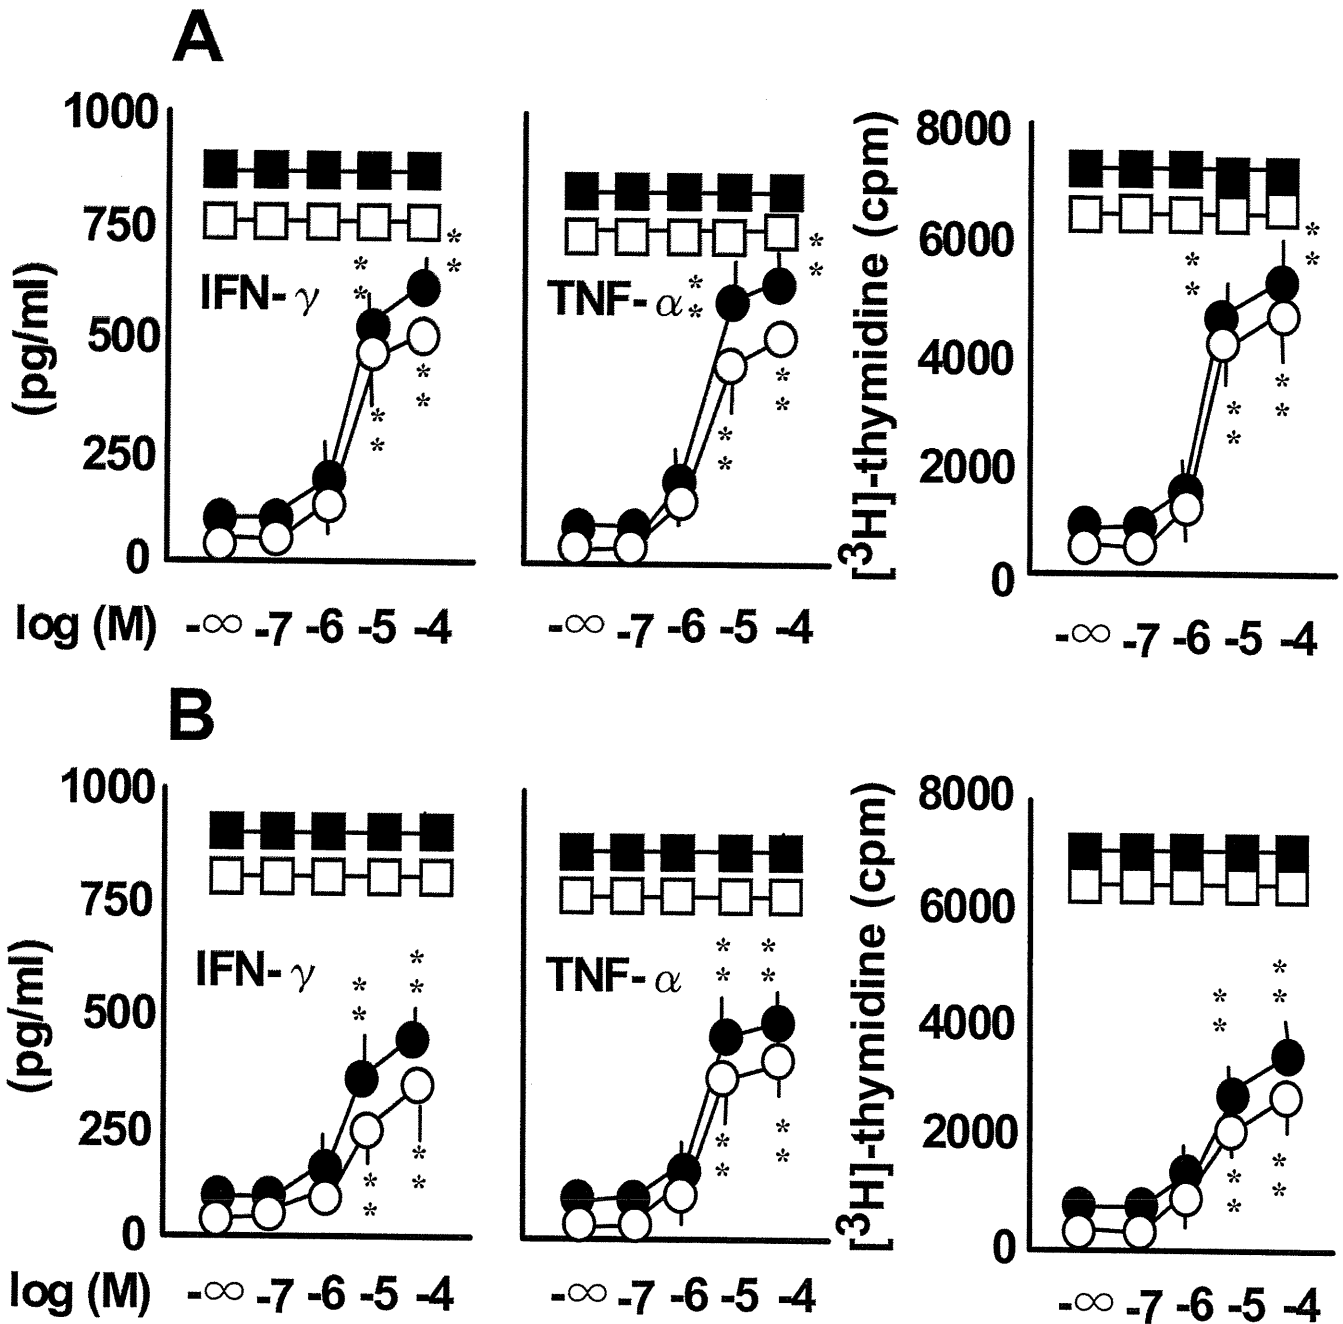 A
1000
750
500
250
0
(pg/ml)
IFN- γ
* *
* *
* *
* *
log (M) -∞ -7 -6 -5 -4
TNF- α
* *
* *
* *
* *
-∞ -7 -6 -5 -4
[³H]-thymidine (cpm)
8000
6000
4000
2000
0
* *
* *
* *
* *
-∞ -7 -6 -5 -4
B
1000
750
500
250
0
(pg/ml)
IFN- γ
* *
* *
* *
* *
log (M) -∞ -7 -6 -5 -4
TNF- α
* *
* *
* *
* *
-∞ -7 -6 -5 -4
[³H]-thymidine (cpm)
8000
6000
4000
2000
0
* *
* *
* *
* *
-∞ -7 -6 -5 -4